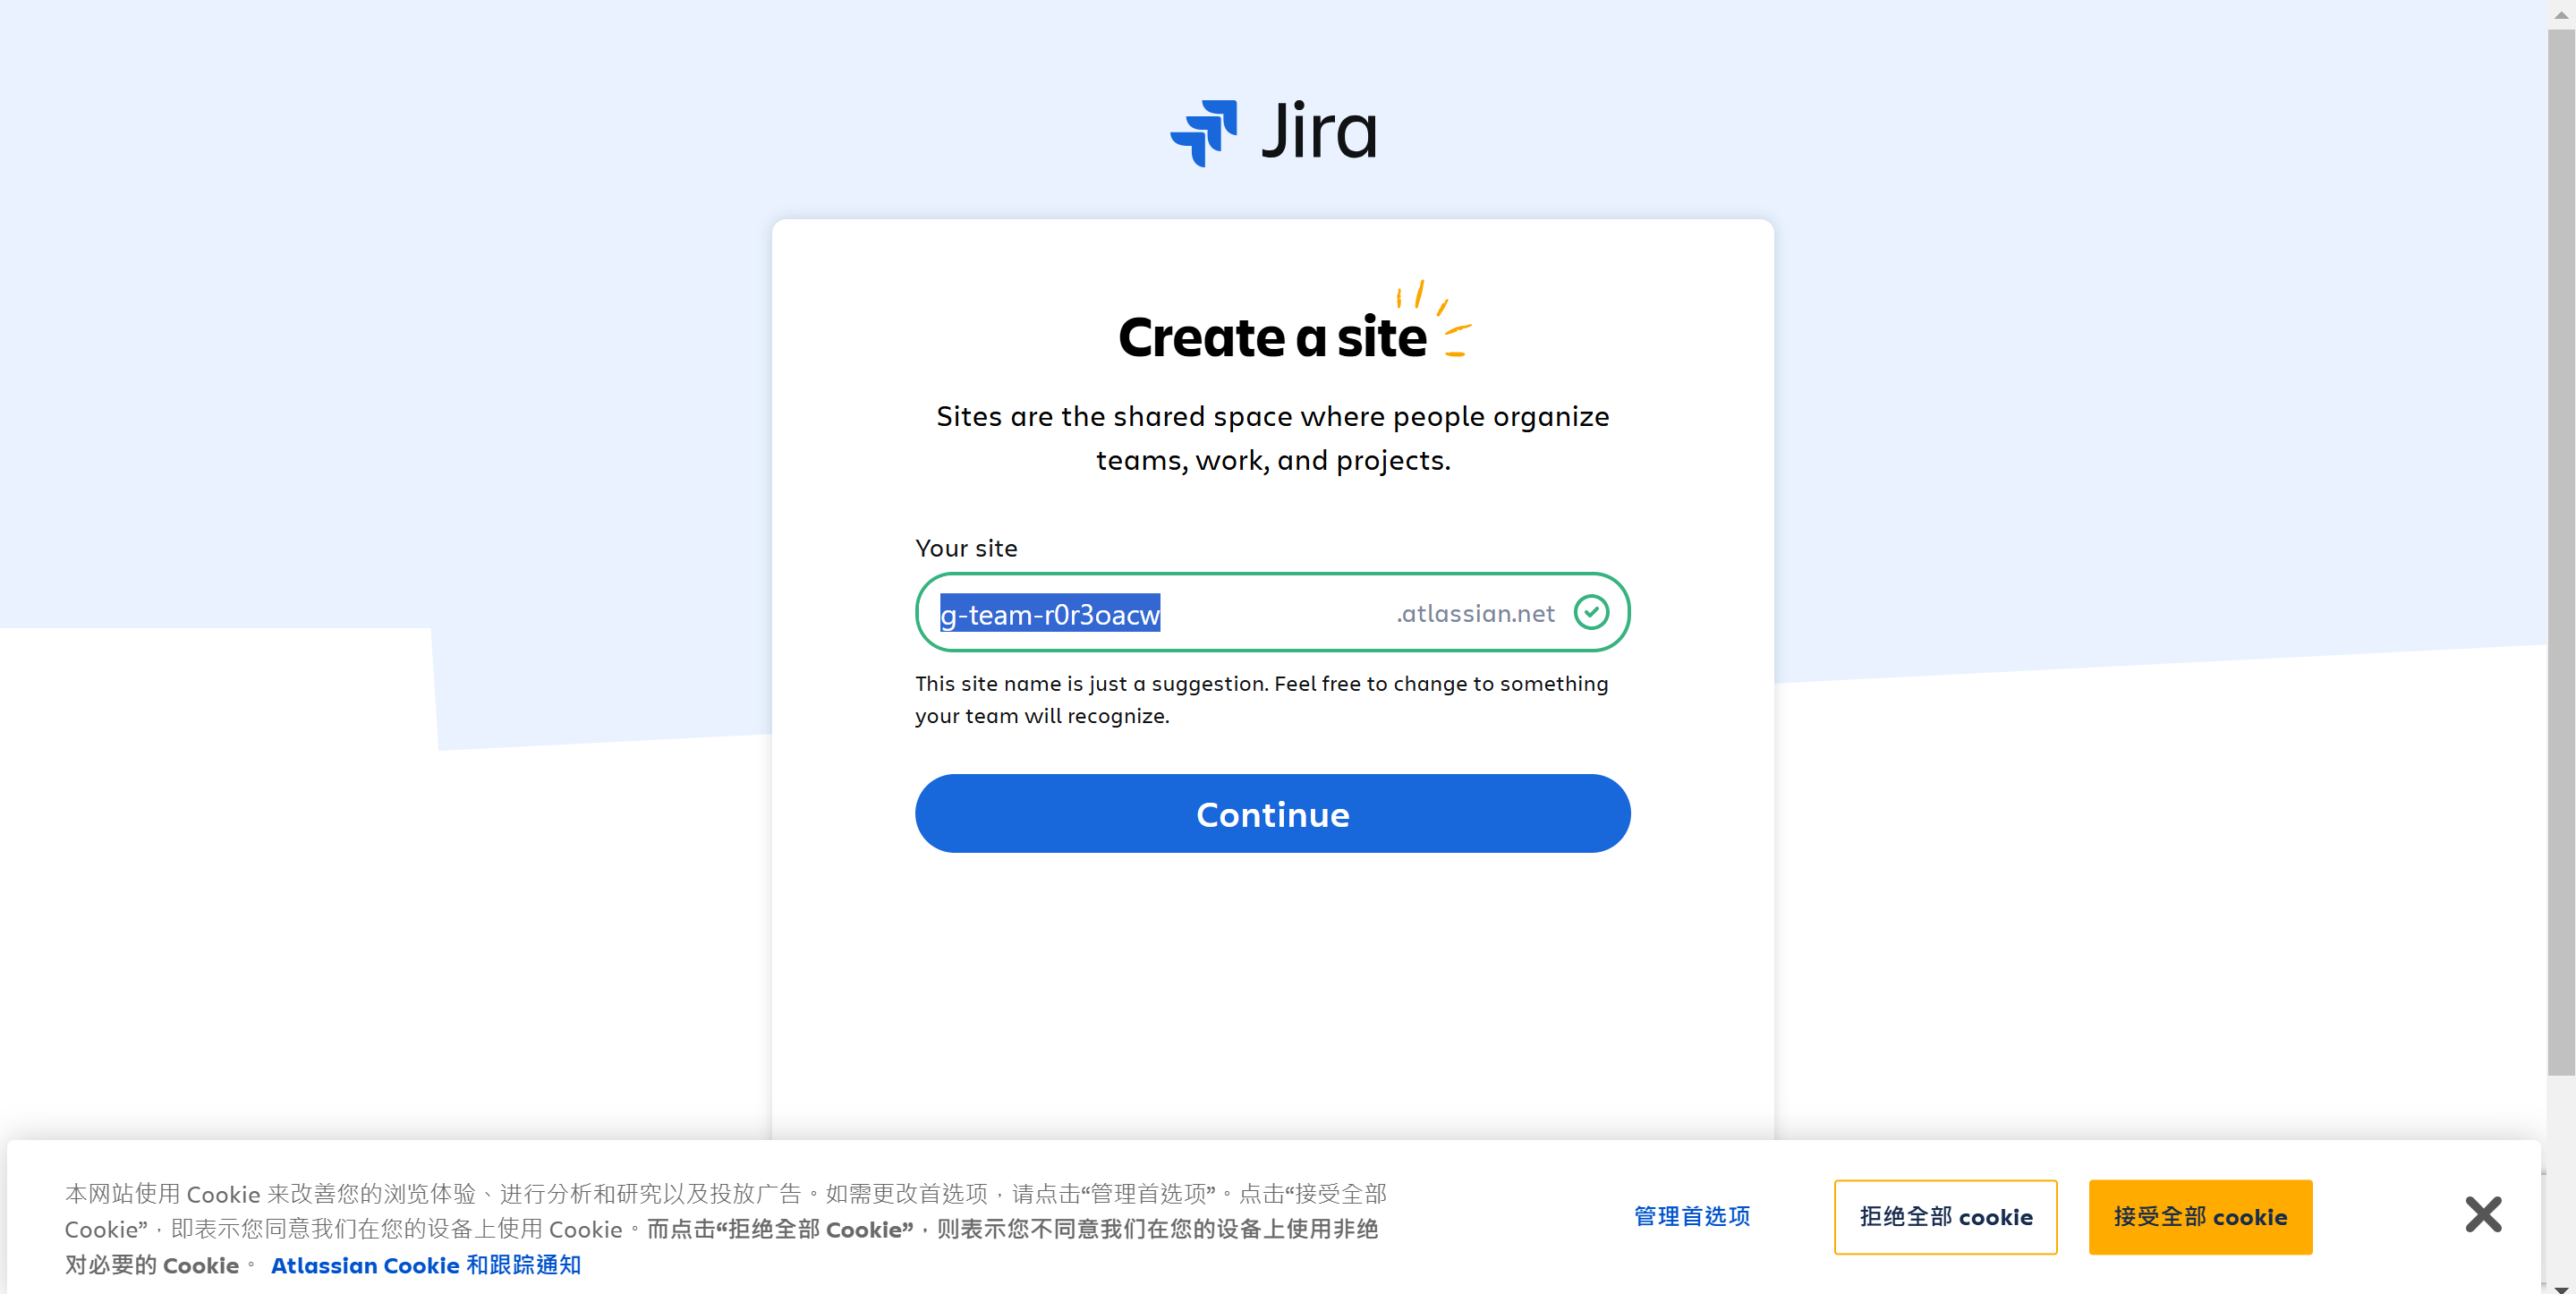 Jira
Create a site
Sites are the shared space where people organize
teams, work, and projects.
Your site
g-team-r0r3oacw
.atlassian.net
This site name is just a suggestion. Feel free to change to something
your team will recognize.
Continue
本网站使用 Cookie 来改善您的浏览体验、进行分析和研究以及投放广告。如需更改首选项，请点击“管理首选项”。点击“接受全部
Cookie”，即表示您同意我们在您的设备上使用 Cookie。而点击“拒绝全部 Cookie”，则表示您不同意我们在您的设备上使用非绝
对必要的 Cookie。 Atlassian Cookie 和跟踪通知
管理首选项
拒绝全部 cookie
接受全部 cookie